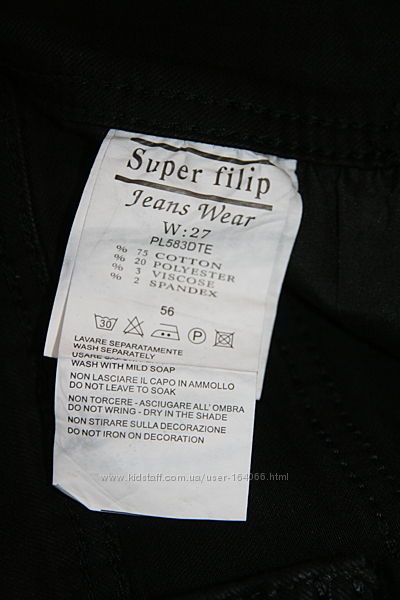 Super filip
Jeans Wear
W:27
PL583DTE
% 75 COTTON
% 20 POLYESTER
% 3 VISCOSE
% 2 SPANDEX
56
30 P
LAVARE SEPARATAMENTE
WASH SEPARATELY
USARE
WASH WITH MILD SOAP
NON LASCIARE IL CAPO IN AMMOLLO
DO NOT LEAVE TO SOAK
NON TORCERE - ASCIUGARE ALL' OMBRA
DO NOT WRING - DRY IN THE SHADE
NON STIRARE SULLA DECORAZIONE
DO NOT IRON ON DECORATION
www.kidstaff.com.ua/user-164066.html